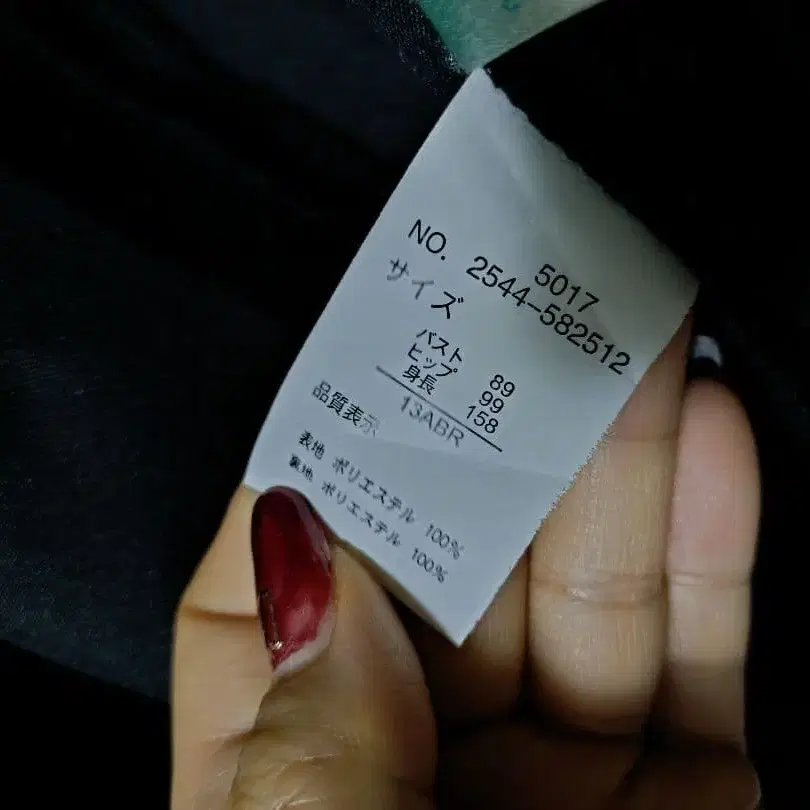 5017
NO. 2544-582512
サイズ
バスト 89
ヒップ 99
身長 158
13ABR
品質表示
表地 ポリエステル 100%
裏地 ポリエステル 100%